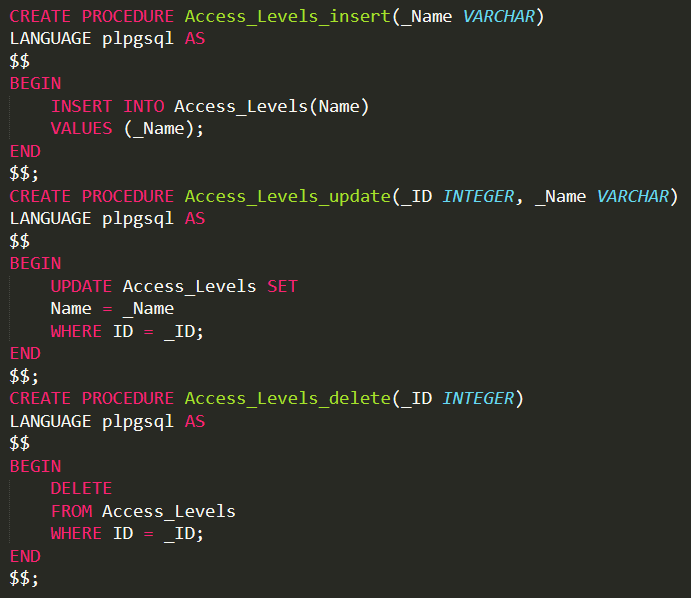 CREATE PROCEDURE Access_Levels_insert(_Name VARCHAR)
LANGUAGE plpgsql AS
$$
BEGIN
    INSERT INTO Access_Levels(Name)
    VALUES (_Name);
END
$$;
CREATE PROCEDURE Access_Levels_update(_ID INTEGER, _Name VARCHAR)
LANGUAGE plpgsql AS
$$
BEGIN
    UPDATE Access_Levels SET
    Name = _Name
    WHERE ID = _ID;
END
$$;
CREATE PROCEDURE Access_Levels_delete(_ID INTEGER)
LANGUAGE plpgsql AS
$$
BEGIN
    DELETE
    FROM Access_Levels
    WHERE ID = _ID;
END
$$;